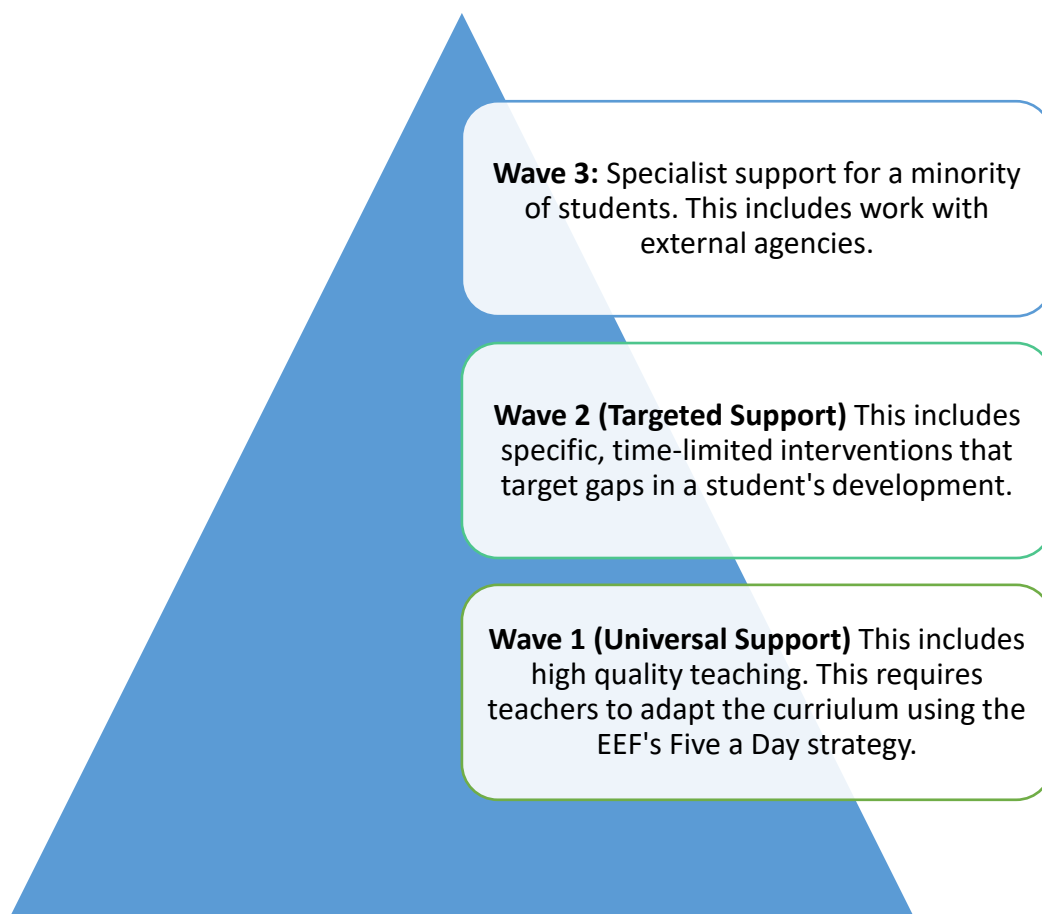 Wave 3: Specialist support for a minority
of students. This includes work with
external agencies.
Wave 2 (Targeted Support) This includes
specific, time-limited interventions that
target gaps in a student's development.
Wave 1 (Universal Support) This includes
high quality teaching. This requires
teachers to adapt the curriulum using the
EEF's Five a Day strategy.